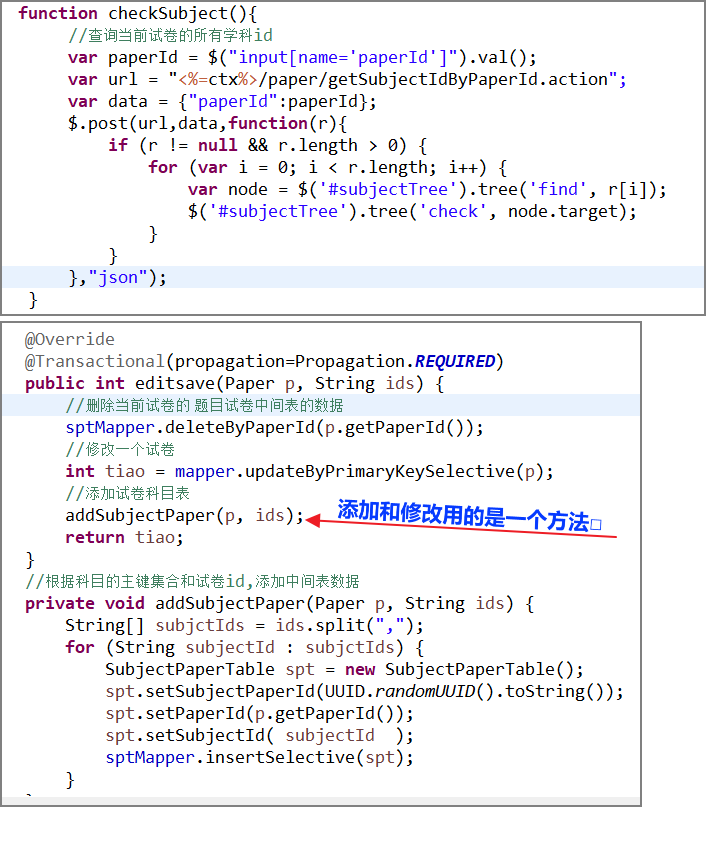 function checkSubject(){
//查询当前试卷的所有学科id
var paperId = $("input[name='paperId']").val();
var url = "<%=ctx%>/paper/getSubjectIdByPaperId.action";
var data = {"paperId":paperId};
$.post(url,data,function(r){
if (r != null && r.length > 0) {
for (var i = 0; i < r.length; i++) {
var node = $('#subjectTree').tree('find', r[i]);
$('#subjectTree').tree('check', node.target);
}
}
},"json");
}
@Override
@Transactional(propagation=Propagation.REQUIRED)
public int editsave(Paper p, String ids) {
//删除当前试卷的 题目试卷中间表的数据
sptMapper.deleteByPaperId(p.getPaperId());
//修改一个试卷
int tiao = mapper.updateByPrimaryKeySelective(p);
//添加试卷科目表
addSubjectPaper(p, ids); 添加和修改用的是一个方法□
return tiao;
}
//根据科目的主键集合和试卷id,添加中间表数据
private void addSubjectPaper(Paper p, String ids) {
String[] subjctIds = ids.split(",");
for (String subjectId : subjctIds) {
SubjectPaperTable spt = new SubjectPaperTable();
spt.setSubjectPaperId(UUID.randomUUID().toString());
spt.setPaperId(p.getPaperId());
spt.setSubjectId( subjectId  );
sptMapper.insertSelective(spt);
}